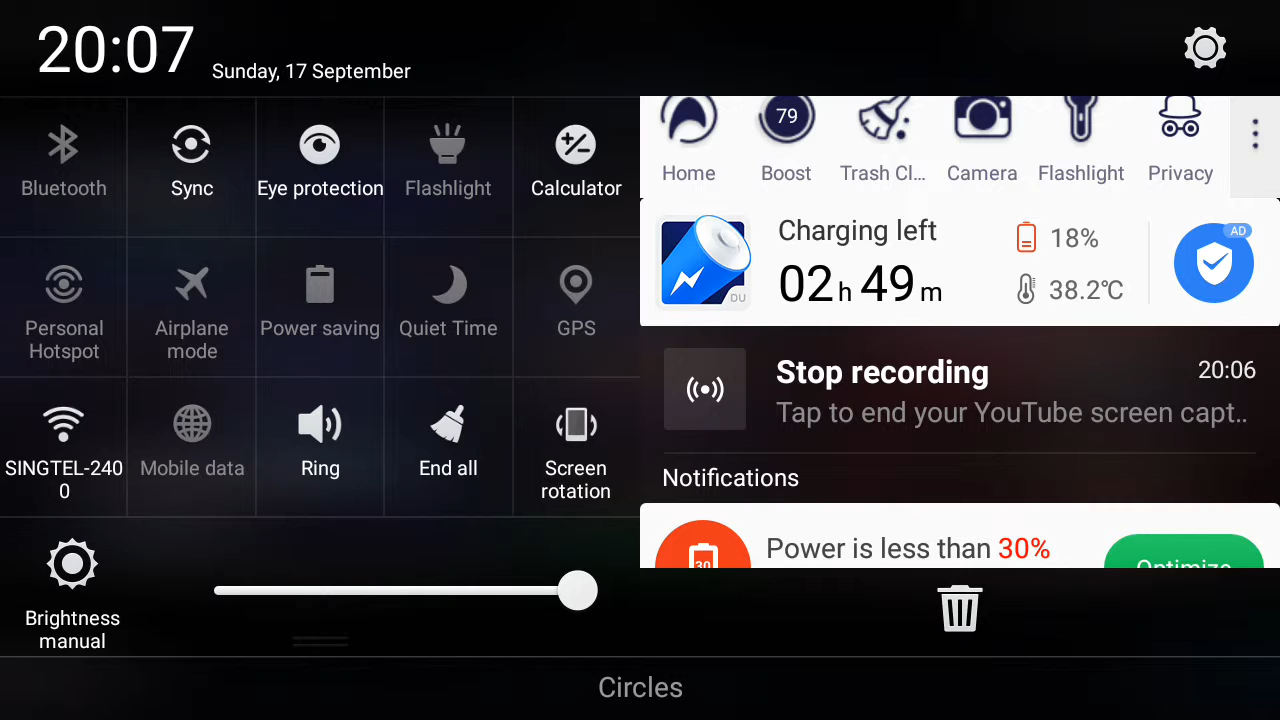 20:07
Sunday, 17 September
Bluetooth
Sync
Eye protection
Flashlight
Calculator
Personal
Hotspot
Airplane
mode
Power saving
Quiet Time
GPS
SINGTEL-240
0
Mobile data
Ring
End all
Screen
rotation
Brightness
manual
79
Home
Boost
Trash Cl...
Camera
Flashlight
Privacy
DU
Charging left
02 h 49 m
18%
38.2℃
AD
Stop recording
20:06
Tap to end your YouTube screen capt..
Notifications
30
Power is less than 30%
Optimize
Circles